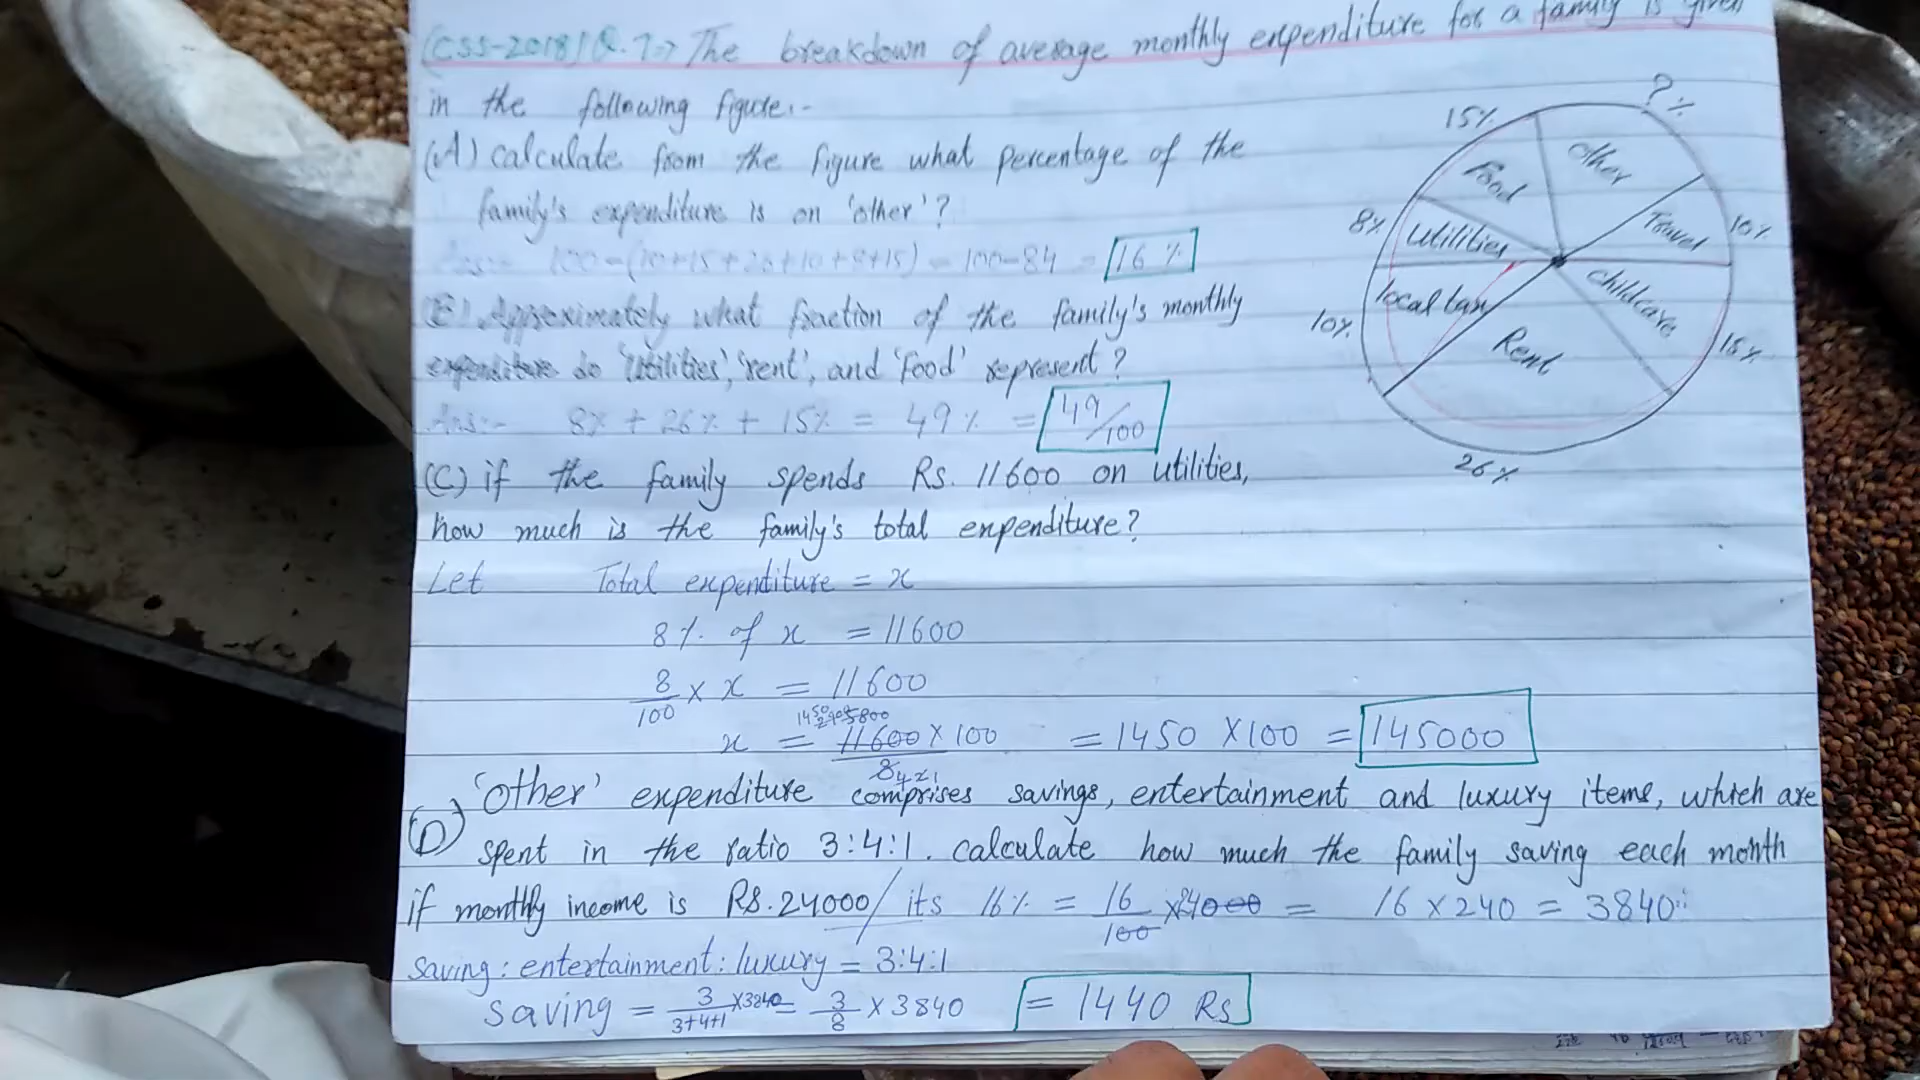 (CSS-2018) Q.7=> The breakdown of average monthly expenditure for a family is given
in the following figure:-
(A) calculate from the figure what percentage of the
family's expenditure is on 'other'?
Ans:- 100-(10+15+26+10+8+15) = 100-84 = 16 %
(B) Approximately what fraction of the family's monthly
expenditure do 'utilities', 'rent', and 'food' represent?
Ans:- 8% + 26% + 15% = 49% = 49/100
(C) if the family spends Rs. 11600 on utilities,
how much is the family's total expenditure?
Let Total expenditure = x
8% of x = 11600
8/100 × x = 11600
1450 2900 5800
x = 11600 × 100 / 8 4 2 1 = 1450 × 100 = 145000
(D) 'other' expenditure comprises savings, entertainment and luxury items, which are
spent in the ratio 3:4:1. calculate how much the family saving each month
if monthly income is RS. 24000/ its 16% = 16/100 × 24000 = 16 × 240 = 3840
saving : entertainment : luxury = 3:4:1
saving = 3/3+4+1 × 3840 = 3/8 × 3840 = 1440 Rs
?%
15%
other
Food
Travel
10%
8%
Utilities
childcare
15%
local tax
10%
Rent
26%